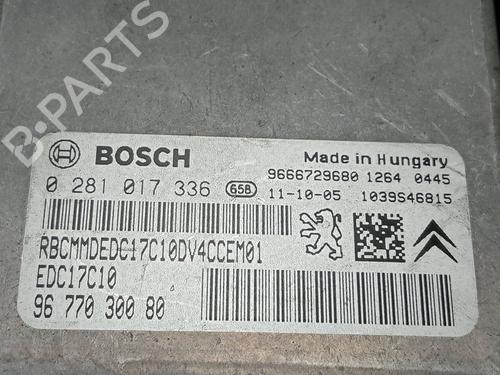 B-PARTS
BOSCH
Made in Hungary
9666729680 1264 0445
0 281 017 336 G5B 11-10-05 1039S46815
RBCMMDEDC17C10DV4CCEM01
EDC17C10
96 770 300 80